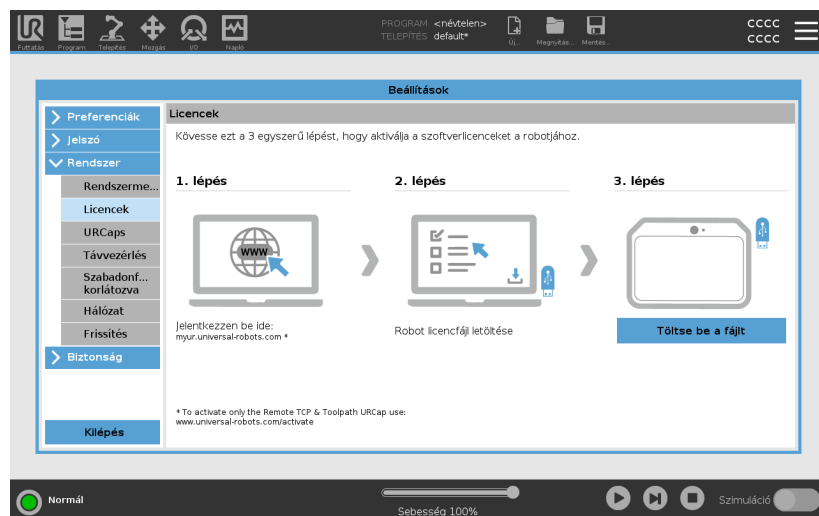 PROGRAM <névtelen>
TELEPÍTÉS default*
Futtatás Program Telepítés Mozgás I/O Napló
Új... Megnyitás... Mentés...
CCCC
CCCC
Beállítások
Preferenciák
Jelszó
Rendszer
Rendszerme...
Licencek
URCaps
Távvezérlés
Szabadonf...
korlátozva
Hálózat
Frissítés
Biztonság
Kilépés
Licencek
Kövesse ezt a 3 egyszerű lépést, hogy aktiválja a szoftverlicenceket a robotjához.
1. lépés
WWW
Jelentkezzen be ide:
myur.universal-robots.com *
2. lépés
Robot licencfájl letöltése
3. lépés
Töltse be a fájlt
* To activate only the Remote TCP & Toolpath URCap use:
www.universal-robots.com/activate
Normál
Sebesség 100%
Szimuláció